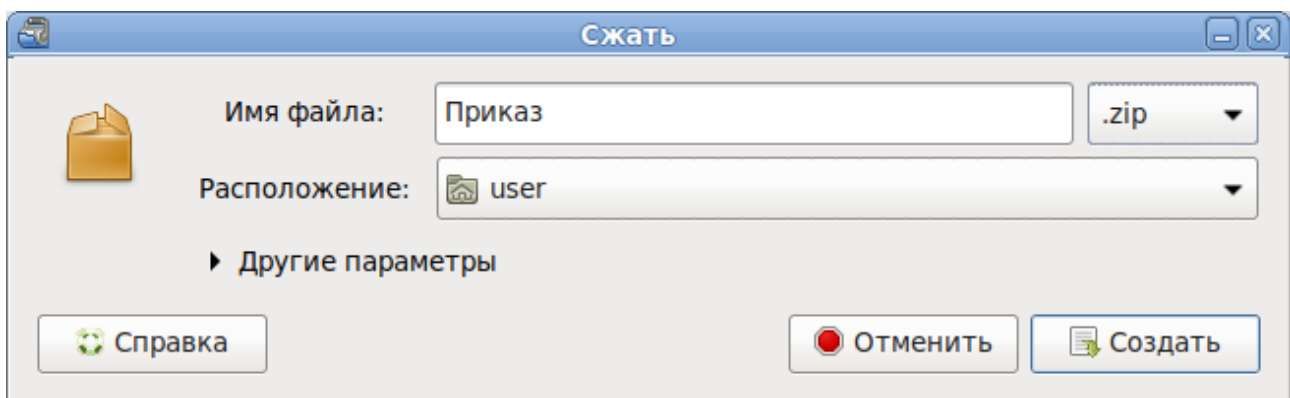 Сжать
Имя файла: Приказ .zip
Расположение: user
Другие параметры
Справка Отменить Создать